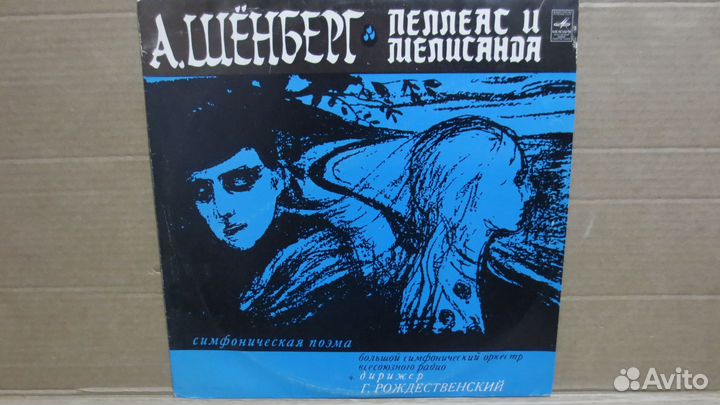 А. ШЁНБЕРГ
ПЕЛЛЕАС И
МЕЛИСАНДА
симфоническая поэма
большой симфонический оркестр
всесоюзного радио
дирижер
Г. РОЖДЕСТВЕНСКИЙ
Avito